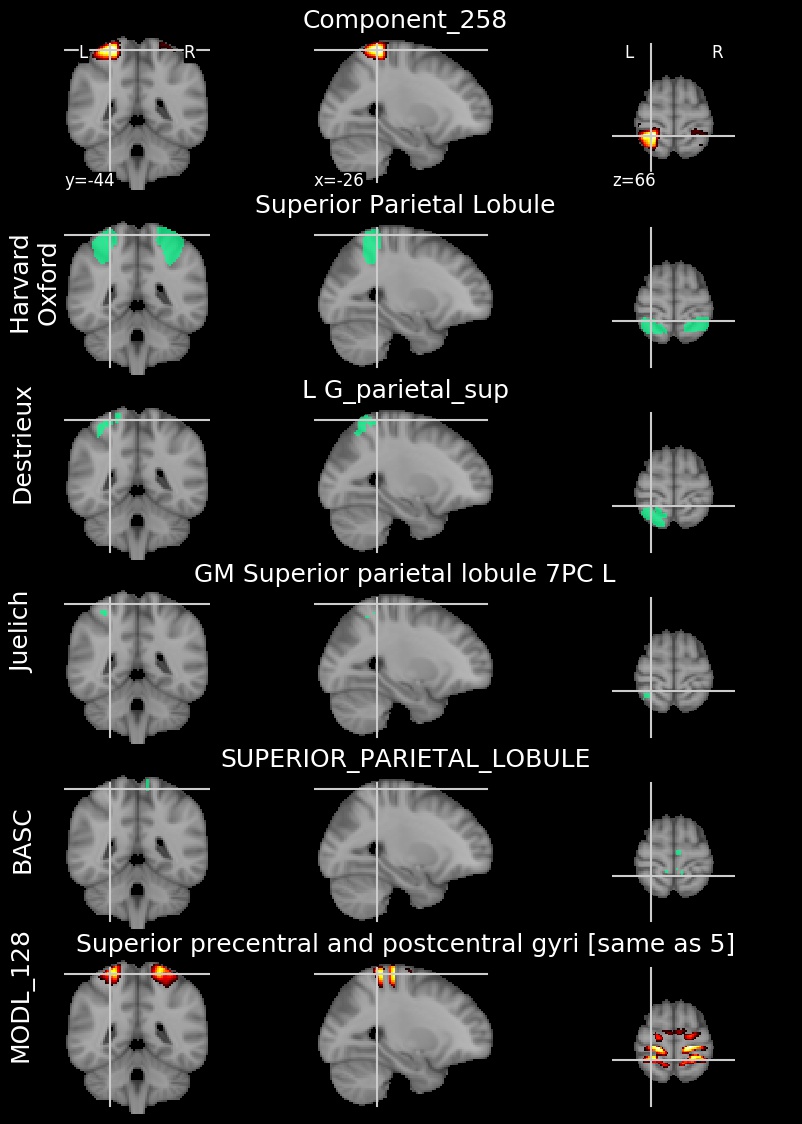 Component_258
L R
L R
y=-44
x=-26
z=66
Superior Parietal Lobule
Harvard
Oxford
L G_parietal_sup
Destrieux
GM Superior parietal lobule 7PC L
Juelich
SUPERIOR_PARIETAL_LOBULE
BASC
Superior precentral and postcentral gyri [same as 5]
MODL_128